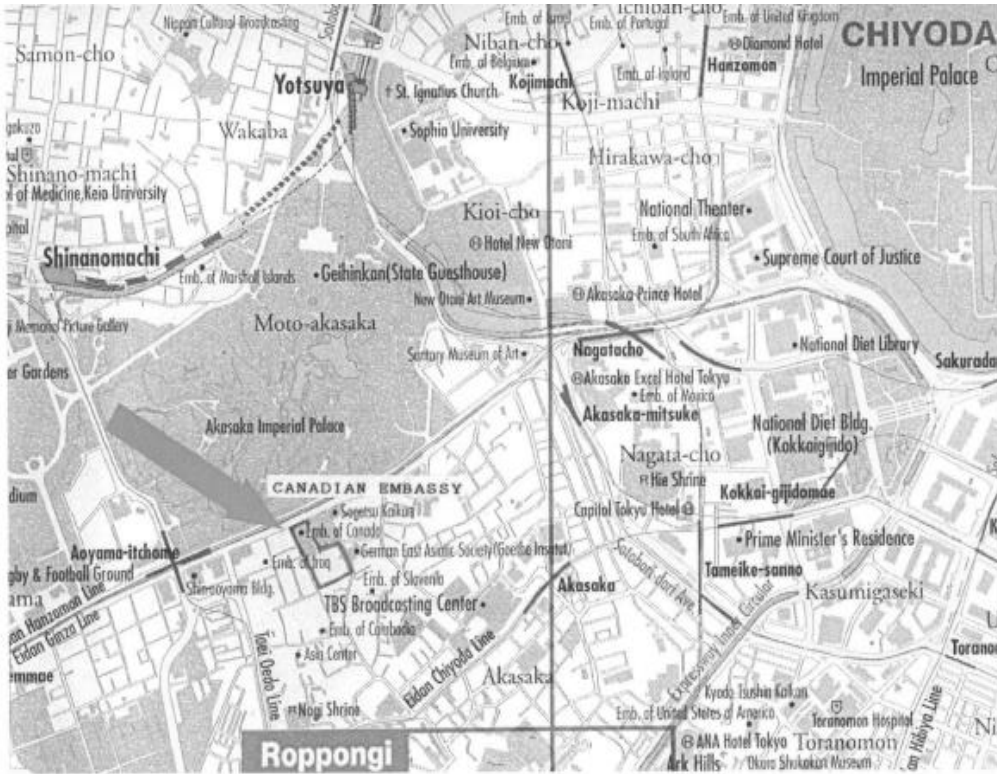 Nippon Cultural Broadcasting
Samon-cho
Emb. of Israel
Niban-cho
Emb. of Belgium
Emb. of Portugal
Ichiban-cho
Emb. of United Kingdom
Diamond Hotel
Hanzomon
CHIYODA
Imperial Palace
Yotsuya
St. Ignatius Church
Kojimachi
Emb. of Ireland
Koji-machi
Wakaba
Sophia University
Hirakawa-cho
Shinano-machi
l of Medicine, Keio University
Kioi-cho
National Theater
Emb. of South Africa
Hotel New Otani
Supreme Court of Justice
Shinanomachi
Emb. of Marshall Islands
Geihinkan(State Guesthouse)
New Otani Art Museum
Akasaka Prince Hotel
Memorial Picture Gallery
Moto-akasaka
Suntory Museum of Art
Nagatacho
National Diet Library
Sakurada
er Gardens
Akasaka Excel Hotel Tokyu
Emb. of Mexico
Akasaka-mitsuke
Akasaka Imperial Palace
National Diet Bldg.
(Kokkaigijido)
Nagata-cho
Hie Shrine
CANADIAN EMBASSY
Kokkai-gijidomae
Sogetsu Kaikan
Capitol Tokyu Hotel
Emb. of Canada
Prime Minister's Residence
Aoyama-itchome
German East Asiatic Society(Goethe Institut)
gby & Football Ground
Emb. of Iraq
Sotobori dori Ave.
Tameike-sanno
Shin-aoyama Bldg.
Emb. of Slovenia
Akasaka
Kasumigaseki
TBS Broadcasting Center
an Hanzomon Line
Eidan Ginza Line
Emb. of Cambodia
Expressway Inner Circular
Toei Oedo Line
Asia Center
Eidan Chiyoda Line
Akasaka
Kyodo Tsushin Kaikan
Nogi Shrine
Emb. of United States of America
Toranomon Hospital
Hibiya Line
Roppongi
ANA Hotel Tokyo
Toranomon
Ark Hills
Okura Shukokan Museum